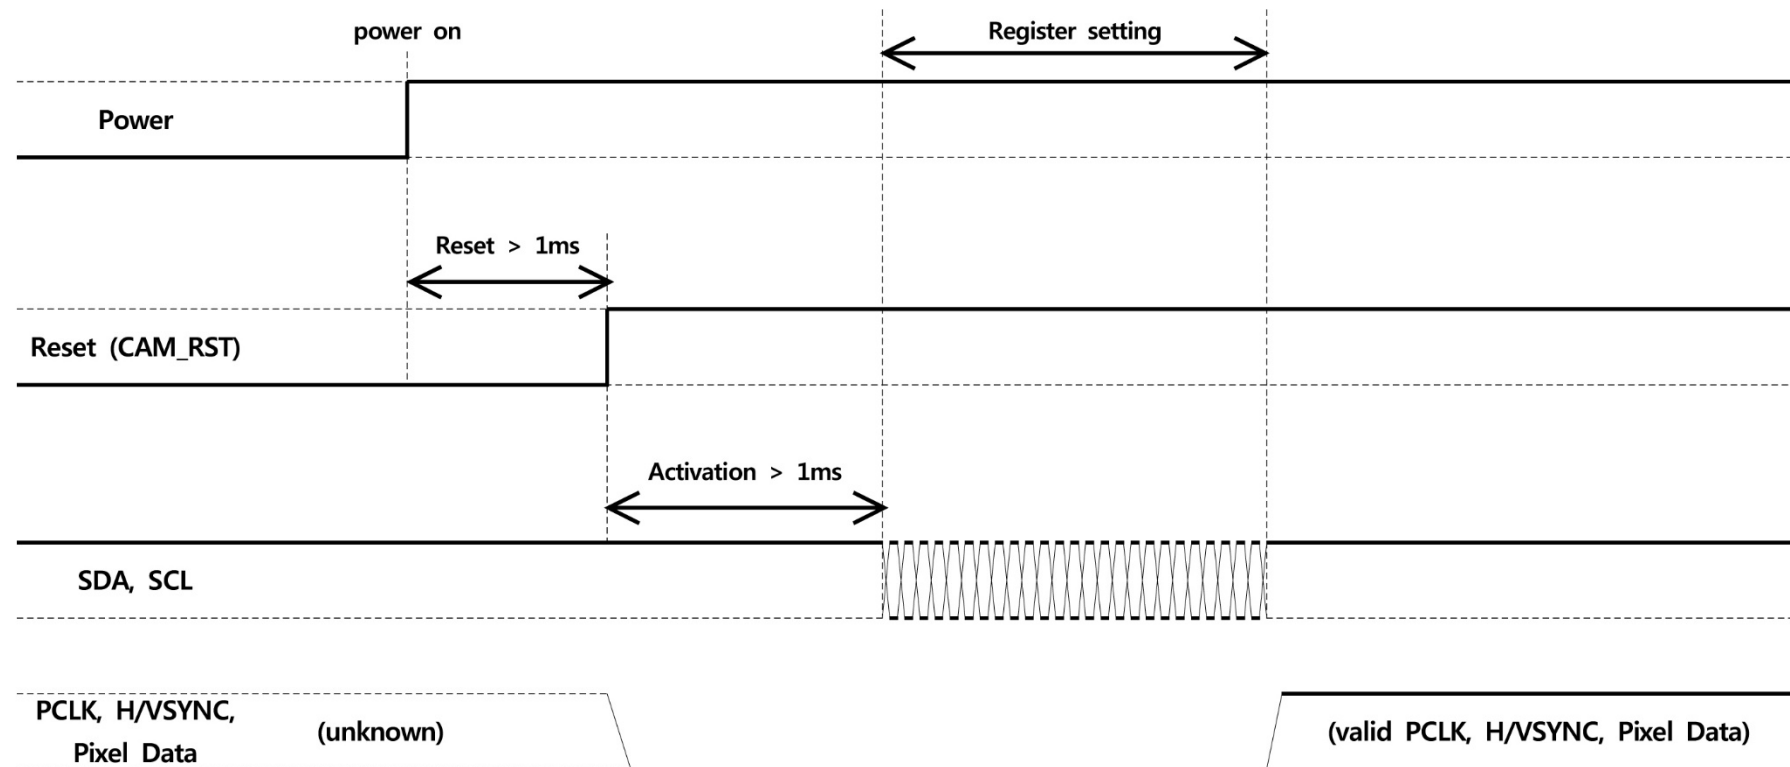 power on
Register setting
Power
Reset > 1ms
Reset (CAM_RST)
Activation > 1ms
SDA, SCL
PCLK, H/VSYNC,
Pixel Data
(unknown)
(valid PCLK, H/VSYNC, Pixel Data)